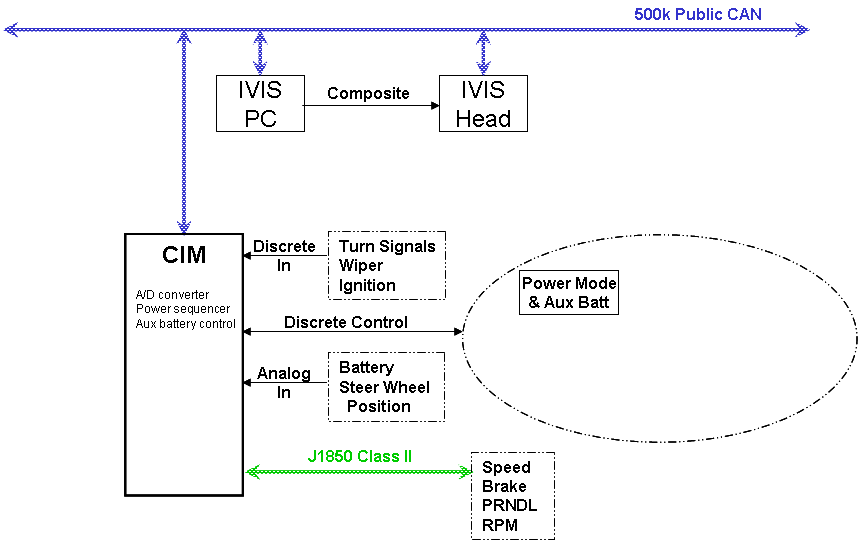 500k Public CAN
IVIS
PC
Composite
IVIS
Head
CIM
A/D converter
Power sequencer
Aux battery control
Discrete
In
Turn Signals
Wiper
Ignition
Power Mode
& Aux Batt
Discrete Control
Analog
In
Battery
Steer Wheel
Position
J1850 Class II
Speed
Brake
PRNDL
RPM